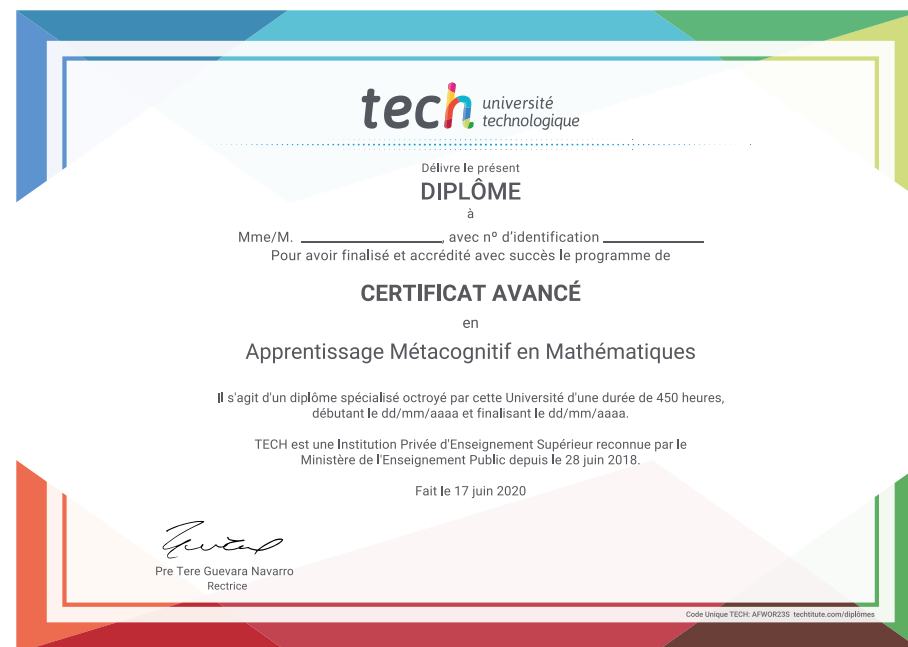 tech université
technologique
Délivre le présent
DIPLÔME
à
Mme/M. ____________, avec nº d'identification ____________
Pour avoir finalisé et accrédité avec succès le programme de
CERTIFICAT AVANCÉ
en
Apprentissage Métacognitif en Mathématiques
Il s'agit d'un diplôme spécialisé octroyé par cette Université d'une durée de 450 heures,
débutant le dd/mm/aaaa et finalisant le dd/mm/aaaa.
TECH est une Institution Privée d'Enseignement Supérieur reconnue par le
Ministère de l'Enseignement Public depuis le 28 juin 2018.
Fait le 17 juin 2020
Pre Tere Guevara Navarro
Rectrice
Code Unique TECH: AFWOR23S techtitute.com/diplômes